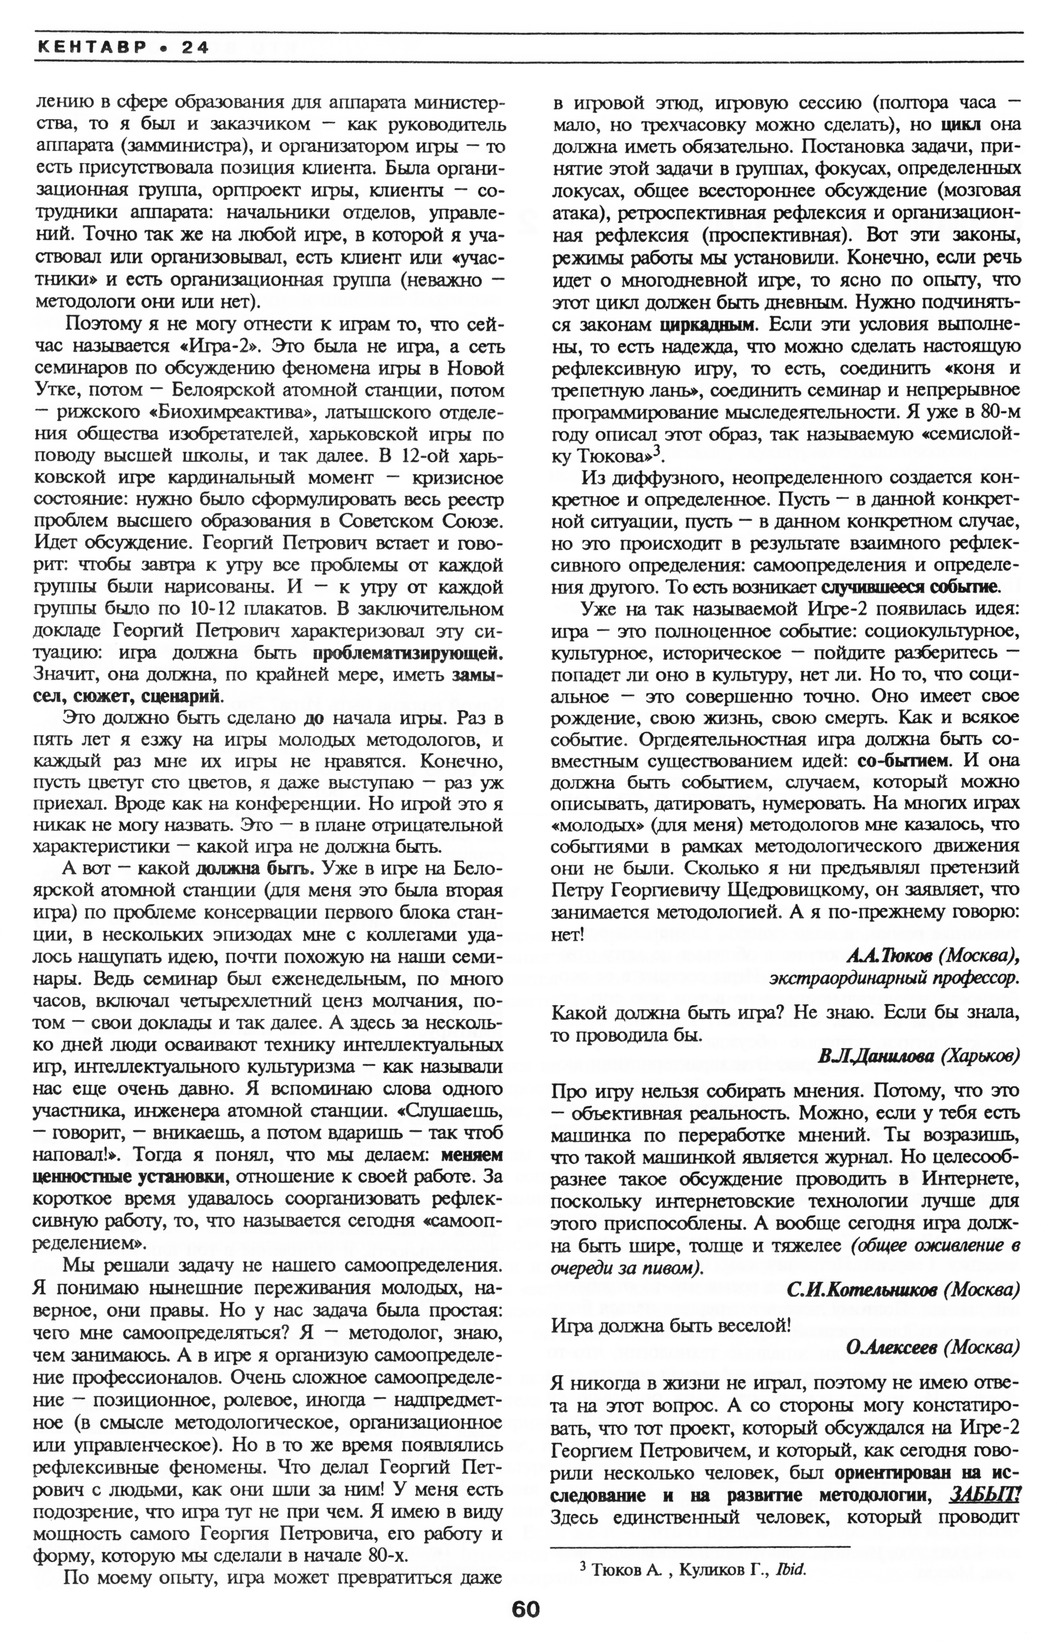 КЕНТАВР • 24
лению в сфере образования для аппарата министер-
ства, то я был и заказчиком — как руководитель
аппарата (замминистра), и организатором игры — то
есть присутствовала позиция клиента. Была органи-
зационная группа, оргпроект игры, клиенты — со-
трудники аппарата: начальники отделов, управле-
ний. Точно так же на любой игре, в которой я уча-
ствовал или организовывал, есть клиент или «учас-
тники» и есть организационная группа (неважно —
методологи они или нет).
Поэтому я не могу отнести к играм то, что сей-
час называется «Игра-2». Это была не игра, а сеть
семинаров по обсуждению феномена игры в Новой
Утке, потом — Белоярской атомной станции, потом
— рижского «Биохимреактива», латышского отделе-
ния общества изобретателей, харьковской игры по
поводу высшей школы, и так далее. В 12-ой харь-
ковской игре кардинальный момент — кризисное
состояние: нужно было сформулировать весь реестр
проблем высшего образования в Советском Союзе.
Идет обсуждение. Георгий Петрович встает и гово-
рит: чтобы завтра к утру все проблемы от каждой
группы были нарисованы. И — к утру от каждой
группы было по 10-12 плакатов. В заключительном
докладе Георгий Петрович характеризовал эту си-
туацию: игра должна быть проблематизирующей.
Значит, она должна, по крайней мере, иметь замы-
сел, сюжет, сценарий.
Это должно быть сделано до начала игры. Раз в
пять лет я езжу на игры молодых методологов, и
каждый раз мне их игры не нравятся. Конечно,
пусть цветут сто цветов, я даже выступаю — раз уж
приехал. Вроде как на конференции. Но игрой это я
никак не могу назвать. Это — в плане отрицательной
характеристики — какой игра не должна быть.
А вот — какой должна быть. Уже в игре на Бело-
ярской атомной станции (для меня это была вторая
игра) по проблеме консервации первого блока стан-
ции, в нескольких эпизодах мне с коллегами уда-
лось нащупать идею, почти похожую на наши семи-
нары. Ведь семинар был еженедельным, по много
часов, включал четырехлетний ценз молчания, по-
том — свои доклады и так далее. А здесь за несколь-
ко дней люди осваивают технику интеллектуальных
игр, интеллектуального культуризма — как называли
нас еще очень давно. Я вспоминаю слова одного
участника, инженера атомной станции. «Слушаешь,
— говорит, — вникаешь, а потом вдаришь — так чтоб
наповал!». Тогда я понял, что мы делаем: меняем
ценностные установки, отношение к своей работе. За
короткое время удавалось соорганизовать рефлек-
сивную работу, то, что называется сегодня «самооп-
ределением».
Мы решали задачу не нашего самоопределения.
Я понимаю нынешние переживания молодых, на-
верное, они правы. Но у нас задача была простая:
чего мне самоопределяться? Я — методолог, знаю,
чем занимаюсь. А в игре я организую самоопределе-
ние профессионалов. Очень сложное самоопределе-
ние — позиционное, ролевое, иногда — надпредмет-
ное (в смысле методологическое, организационное
или управленческое). Но в то же время появлялись
рефлексивные феномены. Что делал Георгий Пет-
рович с людьми, как они шли за ним! У меня есть
подозрение, что игра тут не при чем. Я имею в виду
мощность самого Георгия Петровича, его работу и
форму, которую мы сделали в начале 80-х.
По моему опыту, игра может превратиться даже
в игровой этюд, игровую сессию (полтора часа —
мало, но трехчасовку можно сделать), но цикл она
должна иметь обязательно. Постановка задачи, при-
нятие этой задачи в группах, фокусах, определенных
локусах, общее всестороннее обсуждение (мозговая
атака), ретроспективная рефлексия и организацион-
ная рефлексия (проспективная). Вот эти законы,
режимы работы мы установили. Конечно, если речь
идет о многодневной игре, то ясно по опыту, что
этот цикл должен быть дневным. Нужно подчинять-
ся законам циркадным. Если эти условия выполне-
ны, то есть надежда, что можно сделать настоящую
рефлексивную игру, то есть, соединить «коня и
трепетную лань», соединить семинар и непрерывное
программирование мыследеятельности. Я уже в 80-м
году описал этот образ, так называемую «семислой-
ку Тюкова»³.
Из диффузного, неопределенного создается кон-
кретное и определенное. Пусть — в данной конкрет-
ной ситуации, пусть — в данном конкретном случае,
но это происходит в результате взаимного рефлек-
сивного определения: самоопределения и определе-
ния другого. То есть возникает случившееся событие.
Уже на так называемой Игре-2 появилась идея:
игра — это полноценное событие: социокультурное,
культурное, историческое — пойдите разберитесь —
попадет ли оно в культуру, нет ли. Но то, что соци-
альное — это совершенно точно. Оно имеет свое
рождение, свою жизнь, свою смерть. Как и всякое
событие. Оргдеятельностная игра должна быть со-
вместным существованием идей: со-бытием. И она
должна быть событием, случаем, который можно
описывать, датировать, нумеровать. На многих играх
«молодых» (для меня) методологов мне казалось, что
событиями в рамках методологического движения
они не были. Сколько я ни предъявлял претензий
Петру Георгиевичу Щедровицкому, он заявляет, что
занимается методологией. А я по-прежнему говорю:
нет!
А.А.Тюков (Москва),
экстраординарный профессор.
Какой должна быть игра? Не знаю. Если бы знала,
то проводила бы.
В.Л.Данилова (Харьков)
Про игру нельзя собирать мнения. Потому, что это
— объективная реальность. Можно, если у тебя есть
машинка по переработке мнений. Ты возразишь,
что такой машинкой является журнал. Но целесооб-
разнее такое обсуждение проводить в Интернете,
поскольку интернетовские технологии лучше для
этого приспособлены. А вообще сегодня игра долж-
на быть шире, толще и тяжелее (общее оживление в
очереди за пивом).
С.И.Котельников (Москва)
Игра должна быть веселой!
О.Алексеев (Москва)
Я никогда в жизни не играл, поэтому не имею отве-
та на этот вопрос. А со стороны могу констатиро-
вать, что тот проект, который обсуждался на Игре-2
Георгием Петровичем, и который, как сегодня гово-
рили несколько человек, был ориентирован на ис-
следование и на развитие методологии, ЗАБЫТ!
Здесь единственный человек, который проводит
³ Тюков А. , Куликов Г., Ibid.
60